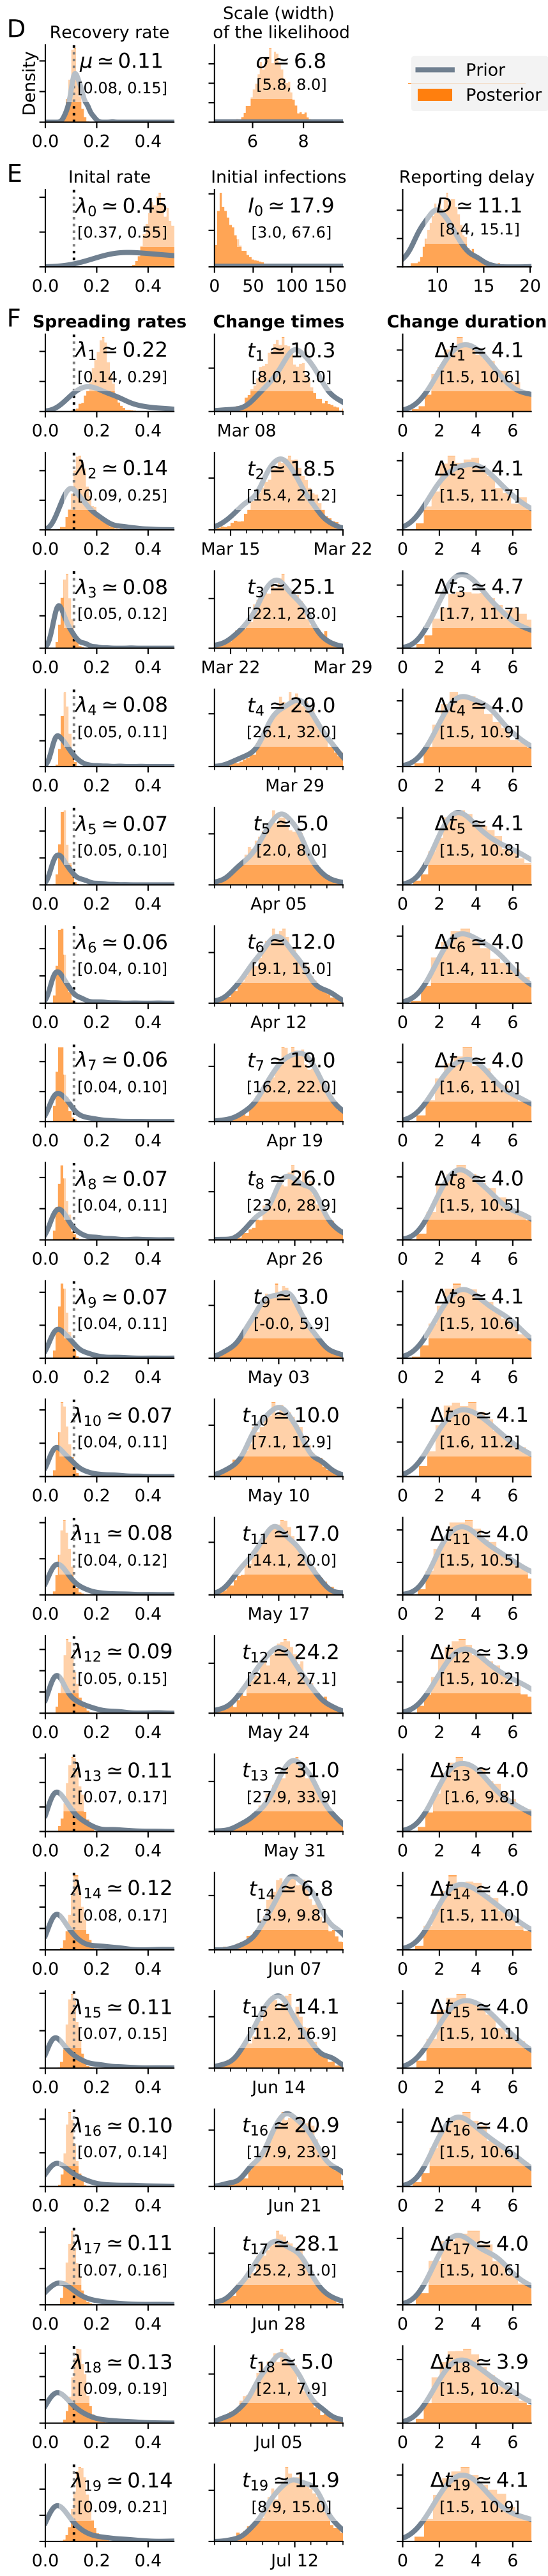 D
Recovery rate
Scale (width)
of the likelihood
Density
μ ≃ 0.11
[0.08, 0.15]
σ ≃ 6.8
[5.8, 8.0]
Prior
Posterior
0.0 0.2 0.4
6 8
E
Inital rate
Initial infections
Reporting delay
λ0 ≃ 0.45
[0.37, 0.55]
I0 ≃ 17.9
[3.0, 67.6]
D ≃ 11.1
[8.4, 15.1]
0.0 0.2 0.4
0 50 100 150
10 15 20
F
Spreading rates
Change times
Change duration
λ1 ≃ 0.22
[0.14, 0.29]
t1 ≃ 10.3
[8.0, 13.0]
Δt1 ≃ 4.1
[1.5, 10.6]
0.0 0.2 0.4
Mar 08
0 2 4 6
λ2 ≃ 0.14
[0.09, 0.25]
t2 ≃ 18.5
[15.4, 21.2]
Δt2 ≃ 4.1
[1.5, 11.7]
0.0 0.2 0.4
Mar 15 Mar 22
0 2 4 6
λ3 ≃ 0.08
[0.05, 0.12]
t3 ≃ 25.1
[22.1, 28.0]
Δt3 ≃ 4.7
[1.7, 11.7]
0.0 0.2 0.4
Mar 22 Mar 29
0 2 4 6
λ4 ≃ 0.08
[0.05, 0.11]
t4 ≃ 29.0
[26.1, 32.0]
Δt4 ≃ 4.0
[1.5, 10.9]
0.0 0.2 0.4
Mar 29
0 2 4 6
λ5 ≃ 0.07
[0.05, 0.10]
t5 ≃ 5.0
[2.0, 8.0]
Δt5 ≃ 4.1
[1.5, 10.8]
0.0 0.2 0.4
Apr 05
0 2 4 6
λ6 ≃ 0.06
[0.04, 0.10]
t6 ≃ 12.0
[9.1, 15.0]
Δt6 ≃ 4.0
[1.4, 11.1]
0.0 0.2 0.4
Apr 12
0 2 4 6
λ7 ≃ 0.06
[0.04, 0.10]
t7 ≃ 19.0
[16.2, 22.0]
Δt7 ≃ 4.0
[1.6, 11.0]
0.0 0.2 0.4
Apr 19
0 2 4 6
λ8 ≃ 0.07
[0.04, 0.11]
t8 ≃ 26.0
[23.0, 28.9]
Δt8 ≃ 4.0
[1.5, 10.5]
0.0 0.2 0.4
Apr 26
0 2 4 6
λ9 ≃ 0.07
[0.04, 0.11]
t9 ≃ 3.0
[-0.0, 5.9]
Δt9 ≃ 4.1
[1.5, 10.6]
0.0 0.2 0.4
May 03
0 2 4 6
λ10 ≃ 0.07
[0.04, 0.11]
t10 ≃ 10.0
[7.1, 12.9]
Δt10 ≃ 4.1
[1.6, 11.2]
0.0 0.2 0.4
May 10
0 2 4 6
λ11 ≃ 0.08
[0.04, 0.12]
t11 ≃ 17.0
[14.1, 20.0]
Δt11 ≃ 4.0
[1.5, 10.5]
0.0 0.2 0.4
May 17
0 2 4 6
λ12 ≃ 0.09
[0.05, 0.15]
t12 ≃ 24.2
[21.4, 27.1]
Δt12 ≃ 3.9
[1.5, 10.2]
0.0 0.2 0.4
May 24
0 2 4 6
λ13 ≃ 0.11
[0.07, 0.17]
t13 ≃ 31.0
[27.9, 33.9]
Δt13 ≃ 4.0
[1.6, 9.8]
0.0 0.2 0.4
May 31
0 2 4 6
λ14 ≃ 0.12
[0.08, 0.17]
t14 ≃ 6.8
[3.9, 9.8]
Δt14 ≃ 4.0
[1.5, 11.0]
0.0 0.2 0.4
Jun 07
0 2 4 6
λ15 ≃ 0.11
[0.07, 0.15]
t15 ≃ 14.1
[11.2, 16.9]
Δt15 ≃ 4.0
[1.5, 10.1]
0.0 0.2 0.4
Jun 14
0 2 4 6
λ16 ≃ 0.10
[0.07, 0.14]
t16 ≃ 20.9
[17.9, 23.9]
Δt16 ≃ 4.0
[1.5, 10.6]
0.0 0.2 0.4
Jun 21
0 2 4 6
λ17 ≃ 0.11
[0.07, 0.16]
t17 ≃ 28.1
[25.2, 31.0]
Δt17 ≃ 4.0
[1.5, 10.6]
0.0 0.2 0.4
Jun 28
0 2 4 6
λ18 ≃ 0.13
[0.09, 0.19]
t18 ≃ 5.0
[2.1, 7.9]
Δt18 ≃ 3.9
[1.5, 10.2]
0.0 0.2 0.4
Jul 05
0 2 4 6
λ19 ≃ 0.14
[0.09, 0.21]
t19 ≃ 11.9
[8.9, 15.0]
Δt19 ≃ 4.1
[1.5, 10.9]
0.0 0.2 0.4
Jul 12
0 2 4 6